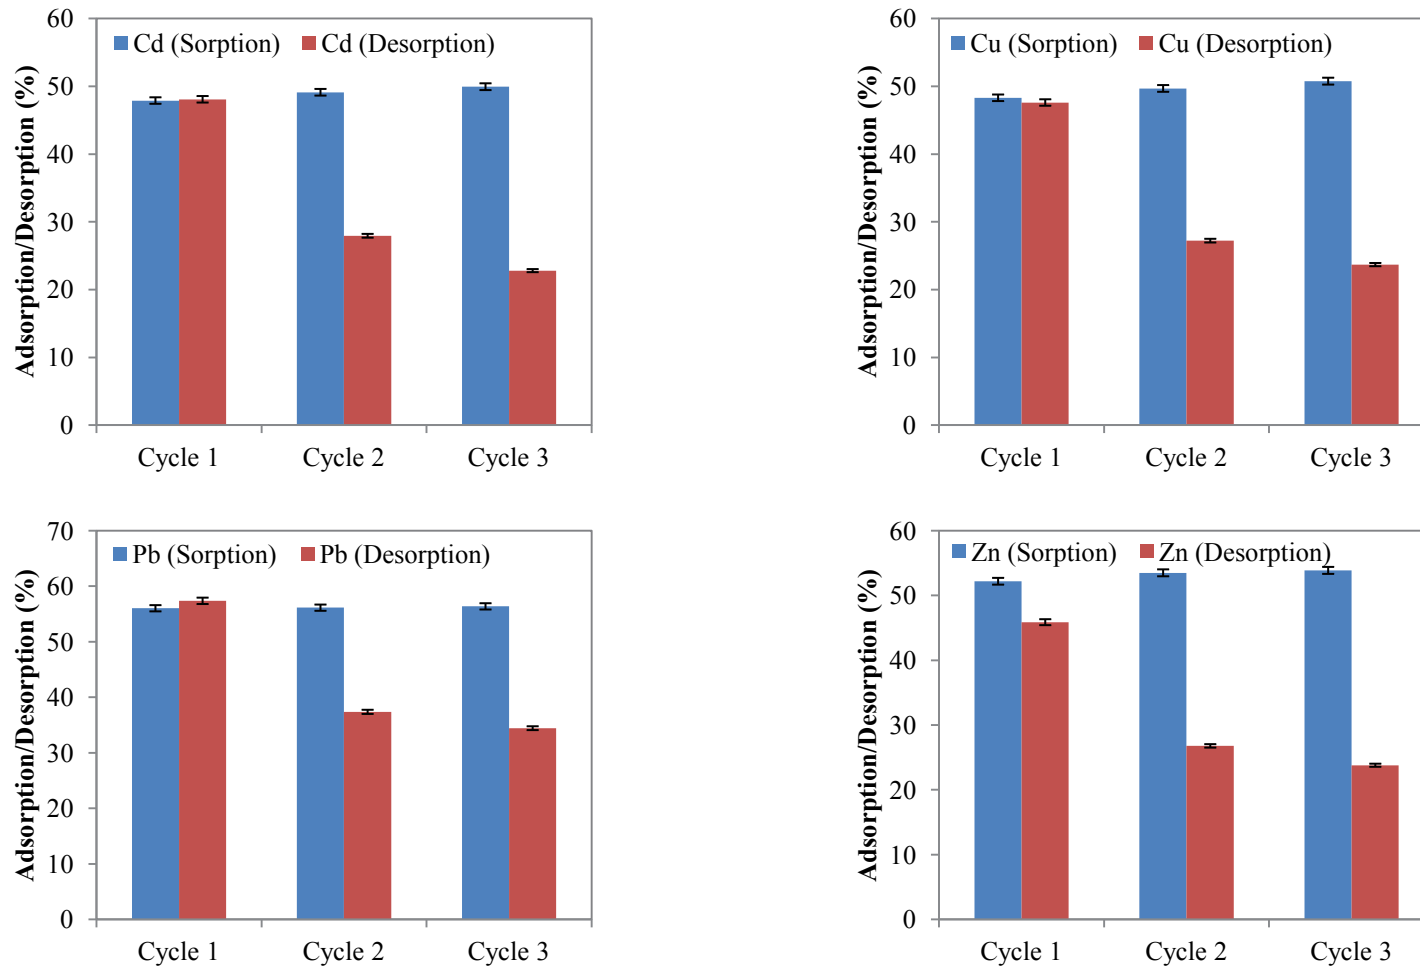 Adsorption/Desorption (%)
60
50
40
30
20
10
0
Cd (Sorption) Cd (Desorption)
Cycle 1 Cycle 2 Cycle 3
Adsorption/Desorption (%)
60
50
40
30
20
10
0
Cu (Sorption) Cu (Desorption)
Cycle 1 Cycle 2 Cycle 3
Adsorption/Desorption (%)
70
60
50
40
30
20
10
0
Pb (Sorption) Pb (Desorption)
Cycle 1 Cycle 2 Cycle 3
Adsorption/Desorption (%)
60
50
40
30
20
10
0
Zn (Sorption) Zn (Desorption)
Cycle 1 Cycle 2 Cycle 3